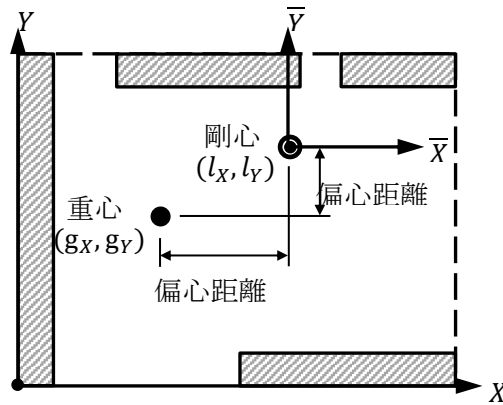 Y
Y̅
剛心
(l_X, l_Y)
X̅
偏心距離
重心
(g_X, g_Y)
偏心距離
X